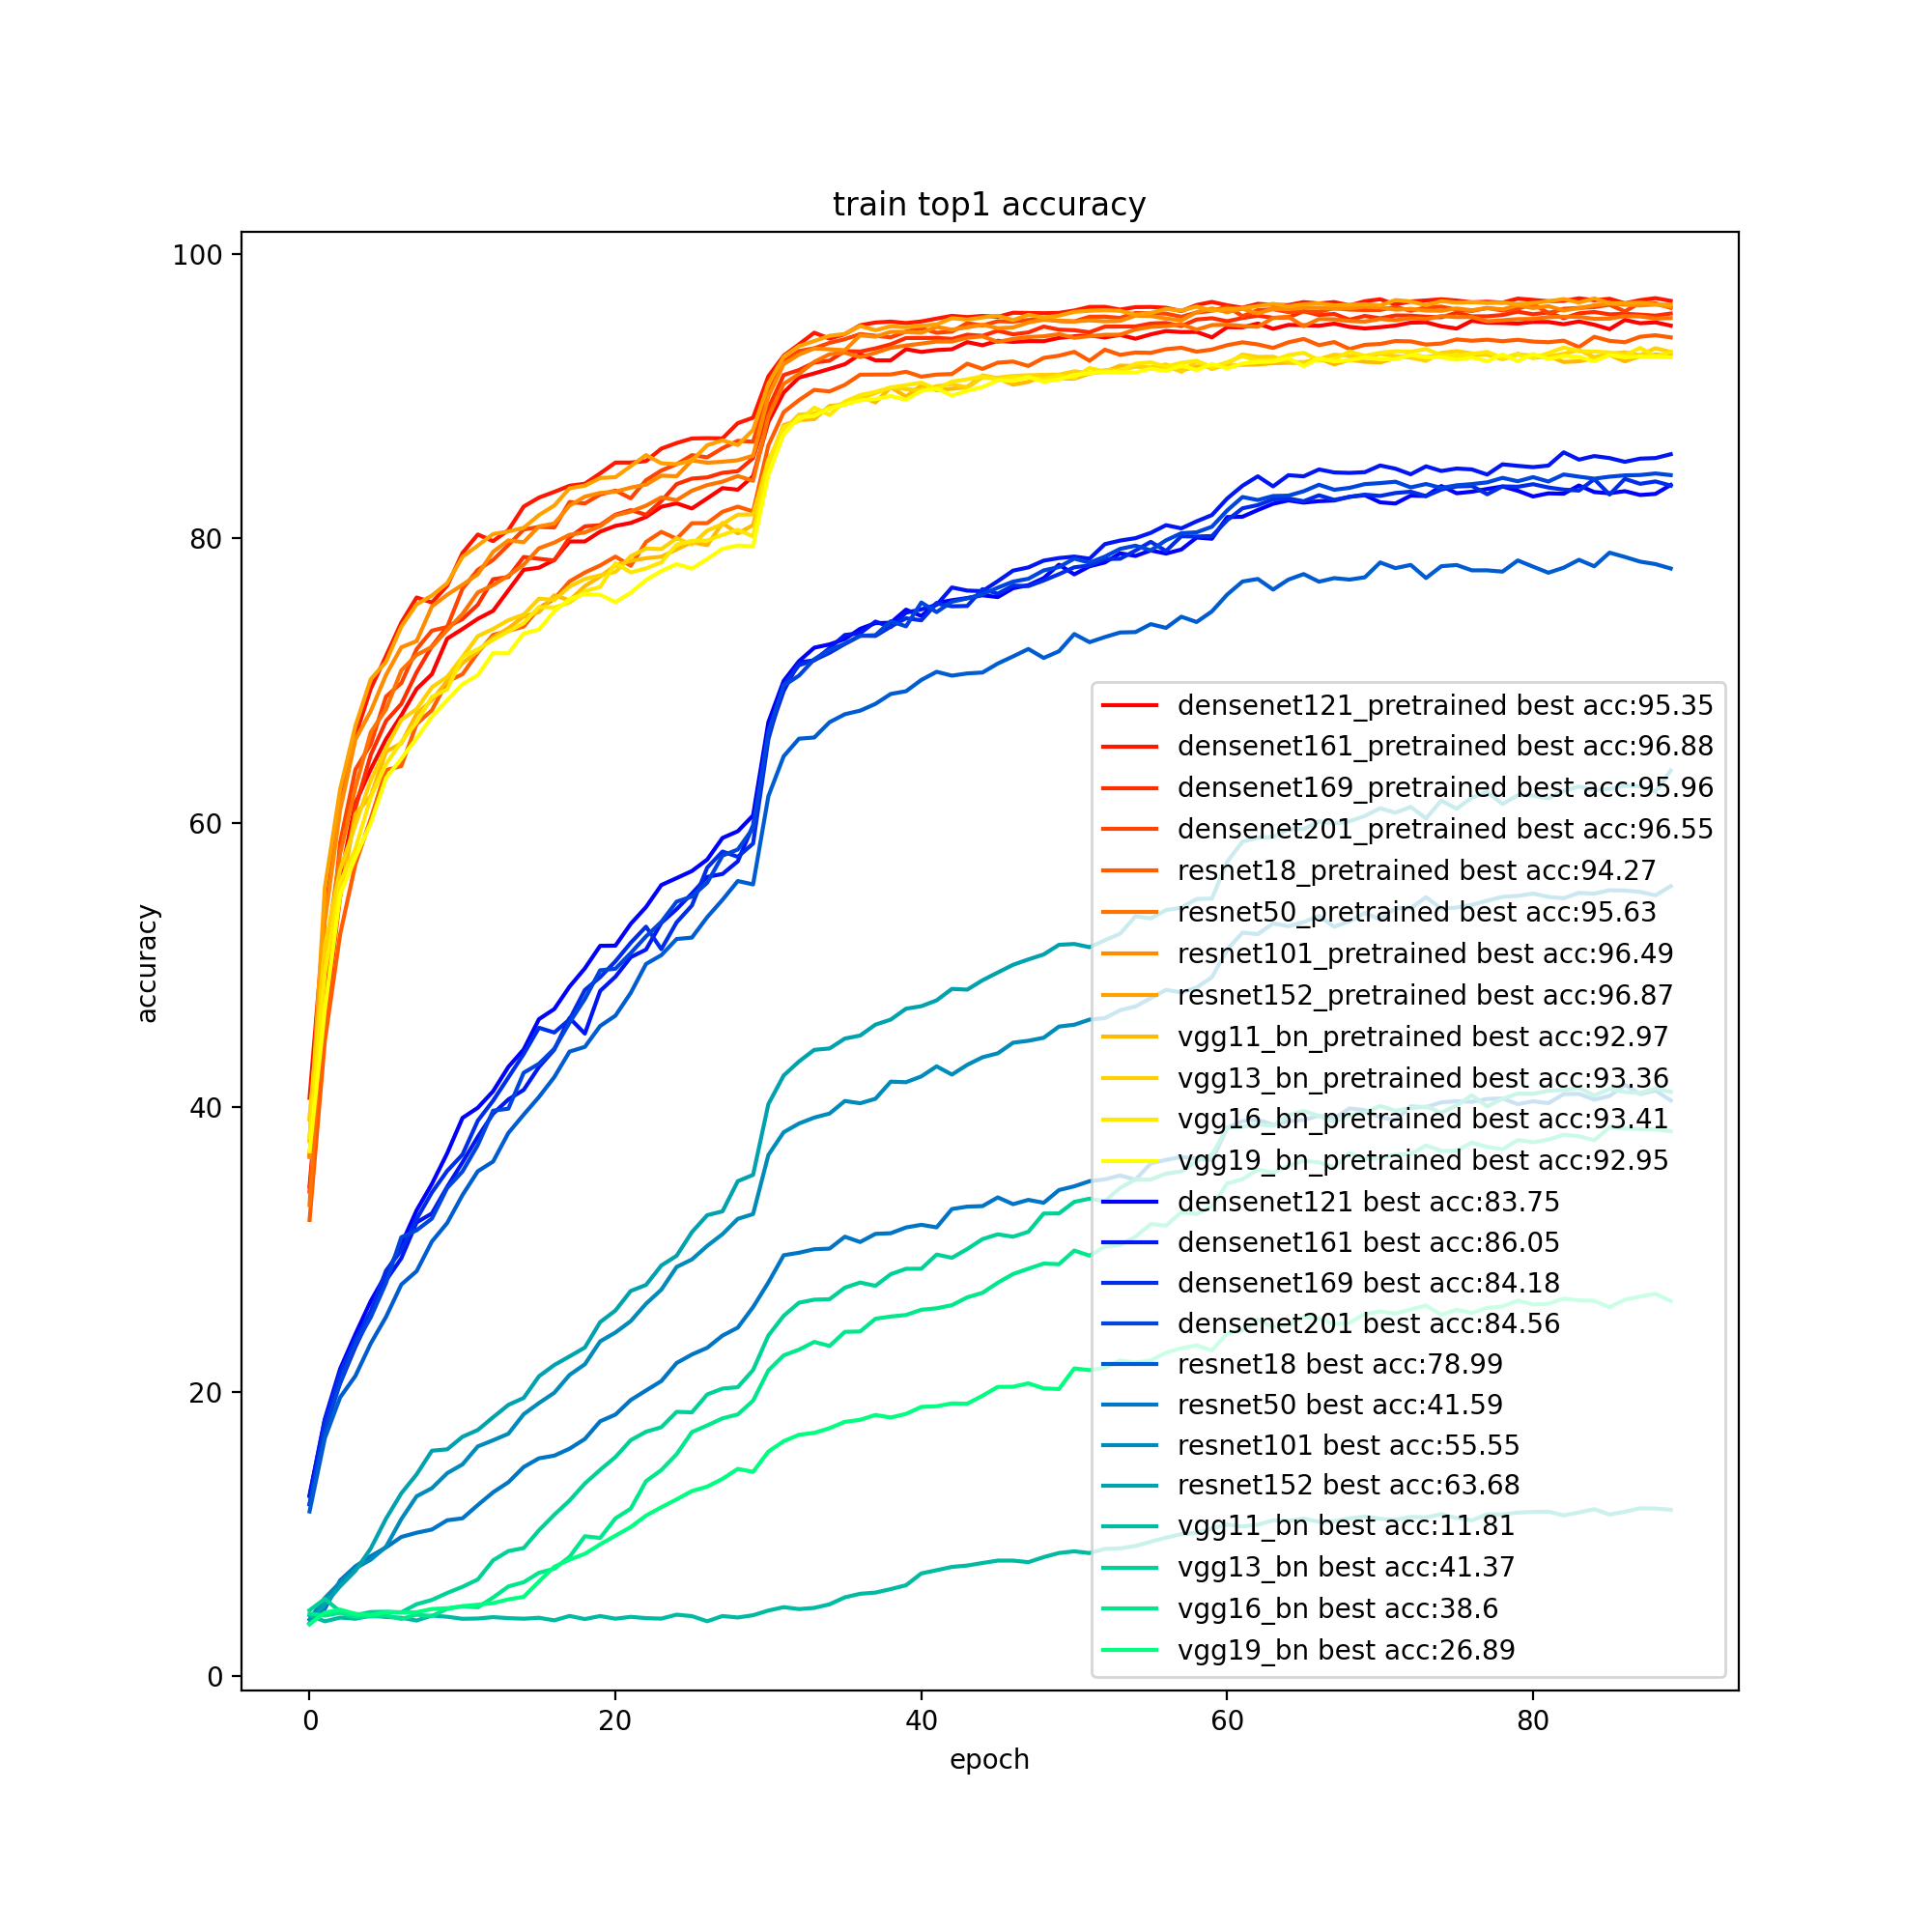 train top1 accuracy
100
80
60
40
20
0
accuracy
0 20 40 60 80
epoch
densenet121_pretrained best acc:95.35
densenet161_pretrained best acc:96.88
densenet169_pretrained best acc:95.96
densenet201_pretrained best acc:96.55
resnet18_pretrained best acc:94.27
resnet50_pretrained best acc:95.63
resnet101_pretrained best acc:96.49
resnet152_pretrained best acc:96.87
vgg11_bn_pretrained best acc:92.97
vgg13_bn_pretrained best acc:93.36
vgg16_bn_pretrained best acc:93.41
vgg19_bn_pretrained best acc:92.95
densenet121 best acc:83.75
densenet161 best acc:86.05
densenet169 best acc:84.18
densenet201 best acc:84.56
resnet18 best acc:78.99
resnet50 best acc:41.59
resnet101 best acc:55.55
resnet152 best acc:63.68
vgg11_bn best acc:11.81
vgg13_bn best acc:41.37
vgg16_bn best acc:38.6
vgg19_bn best acc:26.89